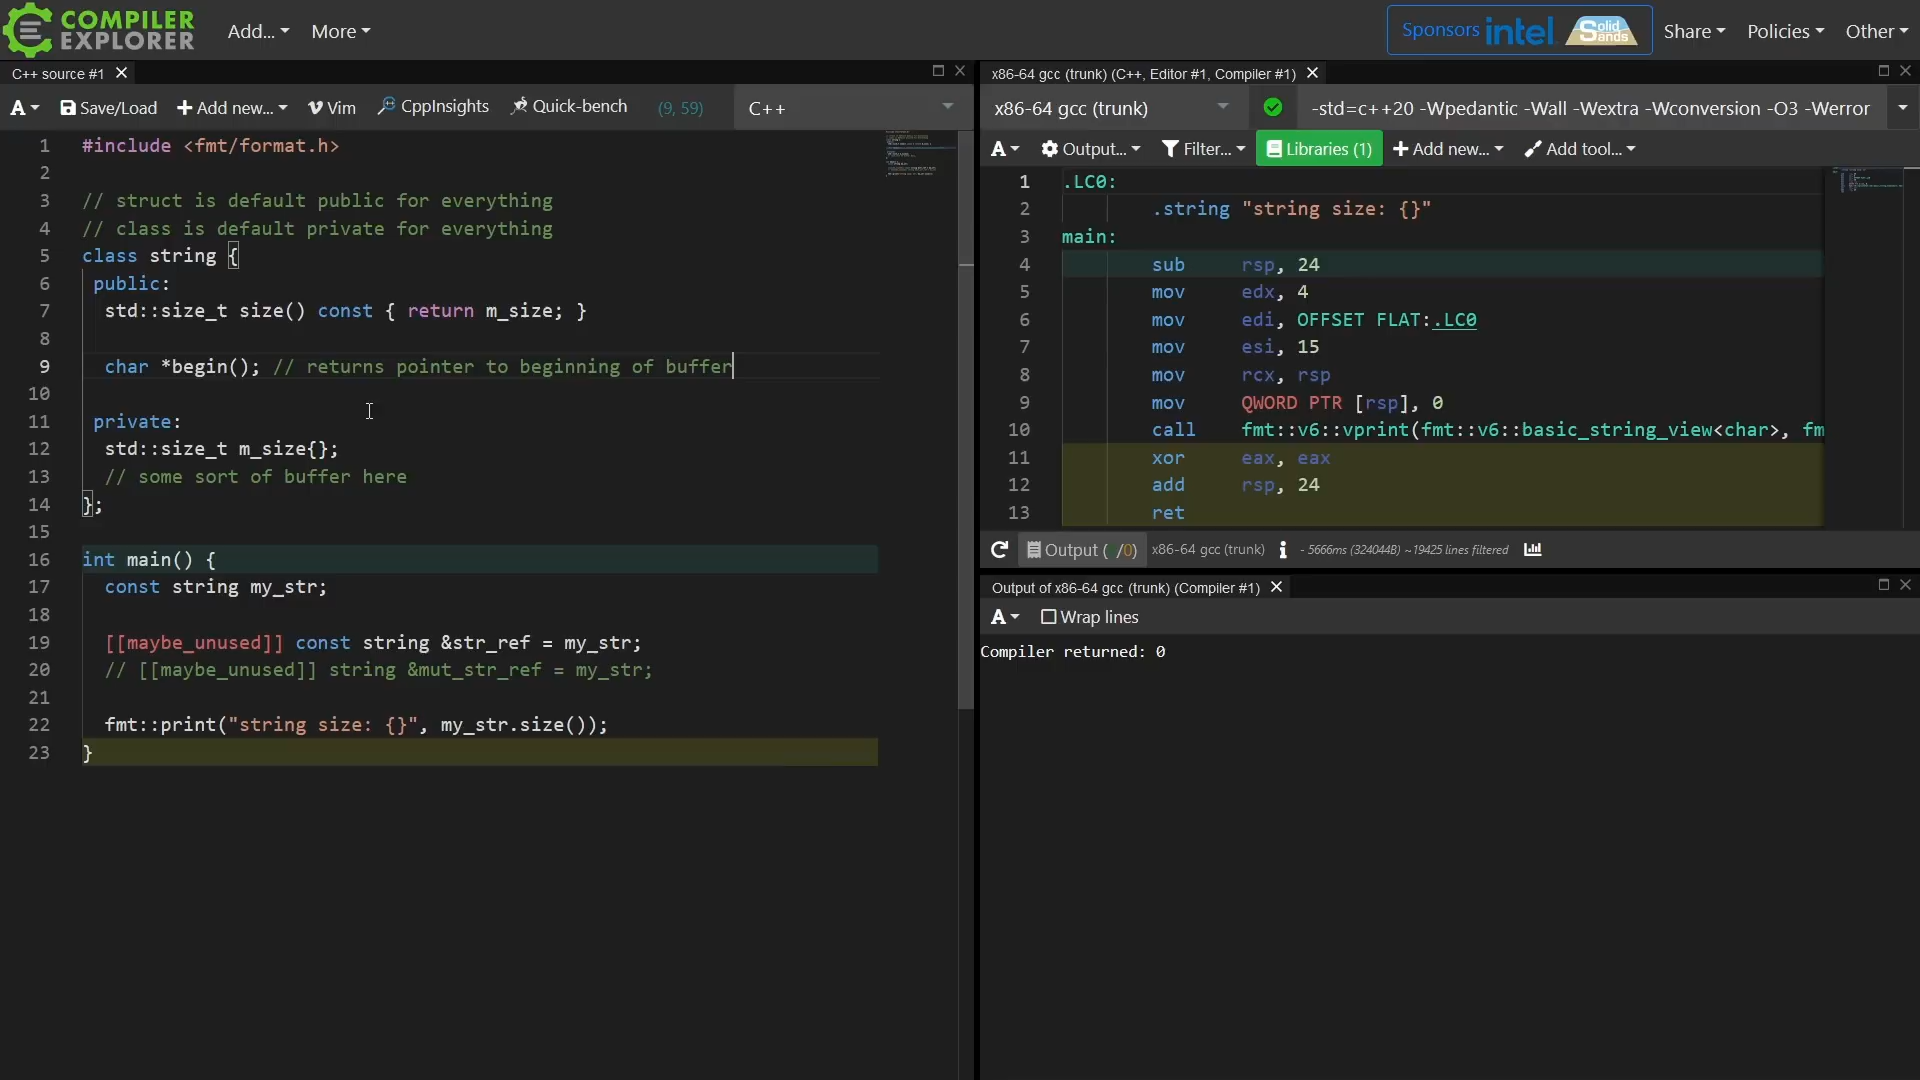 COMPILER
EXPLORER
Add...
More
Sponsors intel Solid Sands
Share
Policies
Other
C++ source #1
A
Save/Load
Add new...
Vim
CppInsights
Quick-bench
(9, 59)
C++
1 #include <fmt/format.h>
2
3 // struct is default public for everything
4 // class is default private for everything
5 class string {
6 public:
7 std::size_t size() const { return m_size; }
8
9 char *begin(); // returns pointer to beginning of buffer
10
11 private:
12 std::size_t m_size{};
13 // some sort of buffer here
14 };
15
16 int main() {
17 const string my_str;
18
19 [[maybe_unused]] const string &str_ref = my_str;
20 // [[maybe_unused]] string &mut_str_ref = my_str;
21
22 fmt::print("string size: {}", my_str.size());
23 }
x86-64 gcc (trunk) (C++, Editor #1, Compiler #1)
x86-64 gcc (trunk)
-std=c++20 -Wpedantic -Wall -Wextra -Wconversion -O3 -Werror
A
Output...
Filter...
Libraries (1)
Add new...
Add tool...
1 .LC0:
2 .string "string size: {}"
3 main:
4 sub rsp, 24
5 mov edx, 4
6 mov edi, OFFSET FLAT:.LC0
7 mov esi, 15
8 mov rcx, rsp
9 mov QWORD PTR [rsp], 0
10 call fmt::v6::vprint(fmt::v6::basic_string_view<char>, fm
11 xor eax, eax
12 add rsp, 24
13 ret
Output ( /0) x86-64 gcc (trunk) i - 5666ms (324044B) ~19425 lines filtered
Output of x86-64 gcc (trunk) (Compiler #1)
A
Wrap lines
Compiler returned: 0